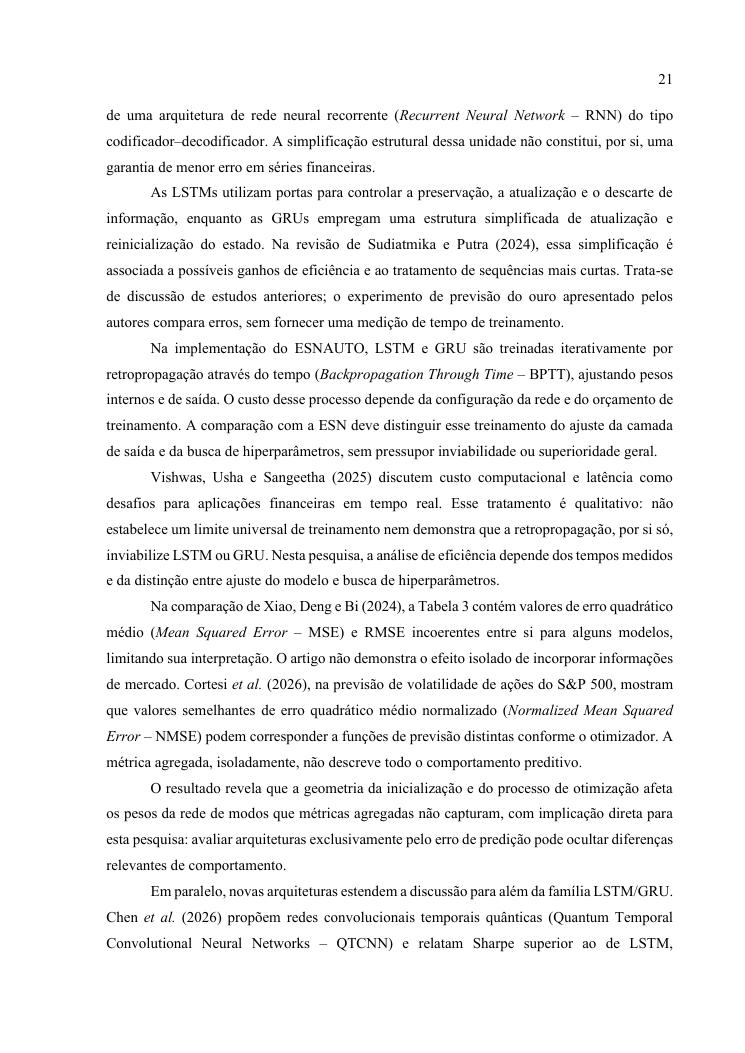 21
de uma arquitetura de rede neural recorrente (Recurrent Neural Network – RNN) do tipo
codificador–decodificador. A simplificação estrutural dessa unidade não constitui, por si, uma
garantia de menor erro em séries financeiras.
As LSTMs utilizam portas para controlar a preservação, a atualização e o descarte de
informação, enquanto as GRUs empregam uma estrutura simplificada de atualização e
reinicialização do estado. Na revisão de Sudiatmika e Putra (2024), essa simplificação é
associada a possíveis ganhos de eficiência e ao tratamento de sequências mais curtas. Trata-se
de discussão de estudos anteriores; o experimento de previsão do ouro apresentado pelos
autores compara erros, sem fornecer uma medição de tempo de treinamento.
Na implementação do ESNAUTO, LSTM e GRU são treinadas iterativamente por
retropropagação através do tempo (Backpropagation Through Time – BPTT), ajustando pesos
internos e de saída. O custo desse processo depende da configuração da rede e do orçamento de
treinamento. A comparação com a ESN deve distinguir esse treinamento do ajuste da camada
de saída e da busca de hiperparâmetros, sem pressupor inviabilidade ou superioridade geral.
Vishwas, Usha e Sangeetha (2025) discutem custo computacional e latência como
desafios para aplicações financeiras em tempo real. Esse tratamento é qualitativo: não
estabelece um limite universal de treinamento nem demonstra que a retropropagação, por si só,
inviabilize LSTM ou GRU. Nesta pesquisa, a análise de eficiência depende dos tempos medidos
e da distinção entre ajuste do modelo e busca de hiperparâmetros.
Na comparação de Xiao, Deng e Bi (2024), a Tabela 3 contém valores de erro quadrático
médio (Mean Squared Error – MSE) e RMSE incoerentes entre si para alguns modelos,
limitando sua interpretação. O artigo não demonstra o efeito isolado de incorporar informações
de mercado. Cortesi et al. (2026), na previsão de volatilidade de ações do S&P 500, mostram
que valores semelhantes de erro quadrático médio normalizado (Normalized Mean Squared
Error – NMSE) podem corresponder a funções de previsão distintas conforme o otimizador. A
métrica agregada, isoladamente, não descreve todo o comportamento preditivo.
O resultado revela que a geometria da inicialização e do processo de otimização afeta
os pesos da rede de modos que métricas agregadas não capturam, com implicação direta para
esta pesquisa: avaliar arquiteturas exclusivamente pelo erro de predição pode ocultar diferenças
relevantes de comportamento.
Em paralelo, novas arquiteturas estendem a discussão para além da família LSTM/GRU.
Chen et al. (2026) propõem redes convolucionais temporais quânticas (Quantum Temporal
Convolutional Neural Networks – QTCNN) e relatam Sharpe superior ao de LSTM,